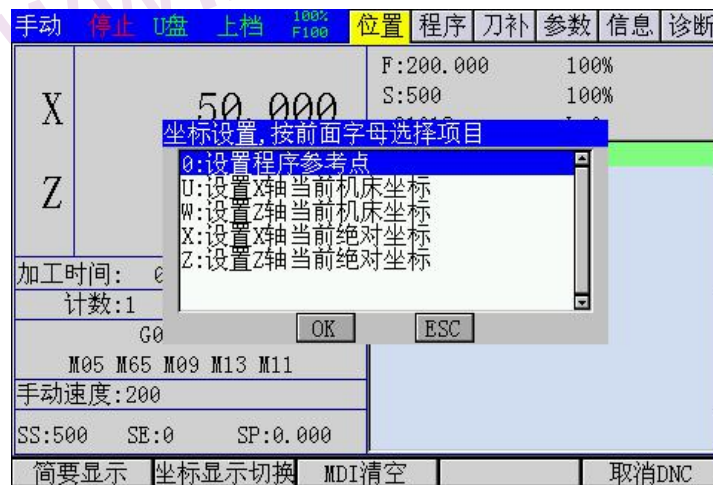 手动 停止 U盘 上档 100% F100 位置 程序 刀补 参数 信息 诊断
F:200.000 100%
X 50.000 S:500 100%
坐标设置,按前面字母选择项目
0:设置程序参考点
U:设置X轴当前机床坐标
W:设置Z轴当前机床坐标
X:设置X轴当前绝对坐标
Z:设置Z轴当前绝对坐标
Z
加工时间: 
计数:1
OK ESC
G0
M05 M65 M09 M13 M11
手动速度:200
SS:500 SE:0 SP:0.000
简要显示 坐标显示切换 MDI清空 取消DNC